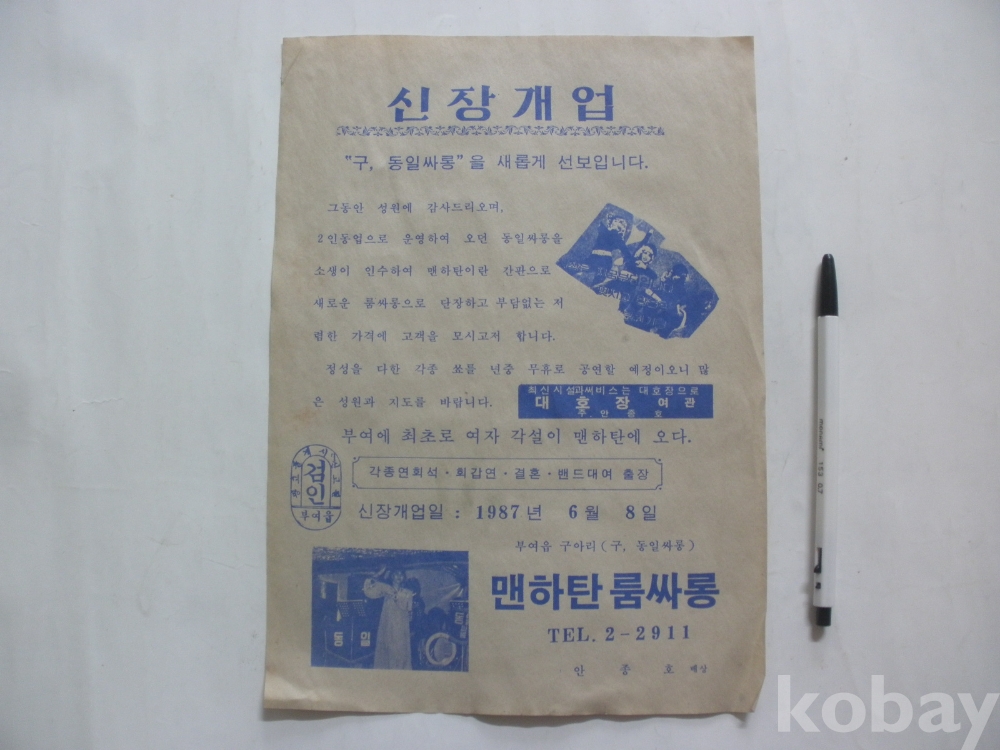 신장개업
"구, 동일싸롱"을 새롭게 선보입니다.
그동안 성원에 감사드리오며,
2인동업으로 운영하여 오던 동일싸롱을
소생이 인수하여 맨하탄이란 간판으로
새로운 룸싸롱으로 단장하고 부담없는 저
렴한 가격에 고객을 모시고저 합니다.
정성을 다한 각종 쑈를 년중 무휴로 공연할 예정이오니 많
은 성원과 지도를 바랍니다.
최신시설과써비스는 대호장으로
대호장 여관
주. 안종호
부여에 최초로 여자 각설이 맨하탄에 오다.
검인
부여읍
각종연회석·회갑연·결혼·밴드대여 출장
신장개업일 : 1987년 6월 8일
부여읍 구아리 (구, 동일싸롱)
맨하탄 룸싸롱
TEL. 2-2911
안종호 배상
동일
동일
kobay